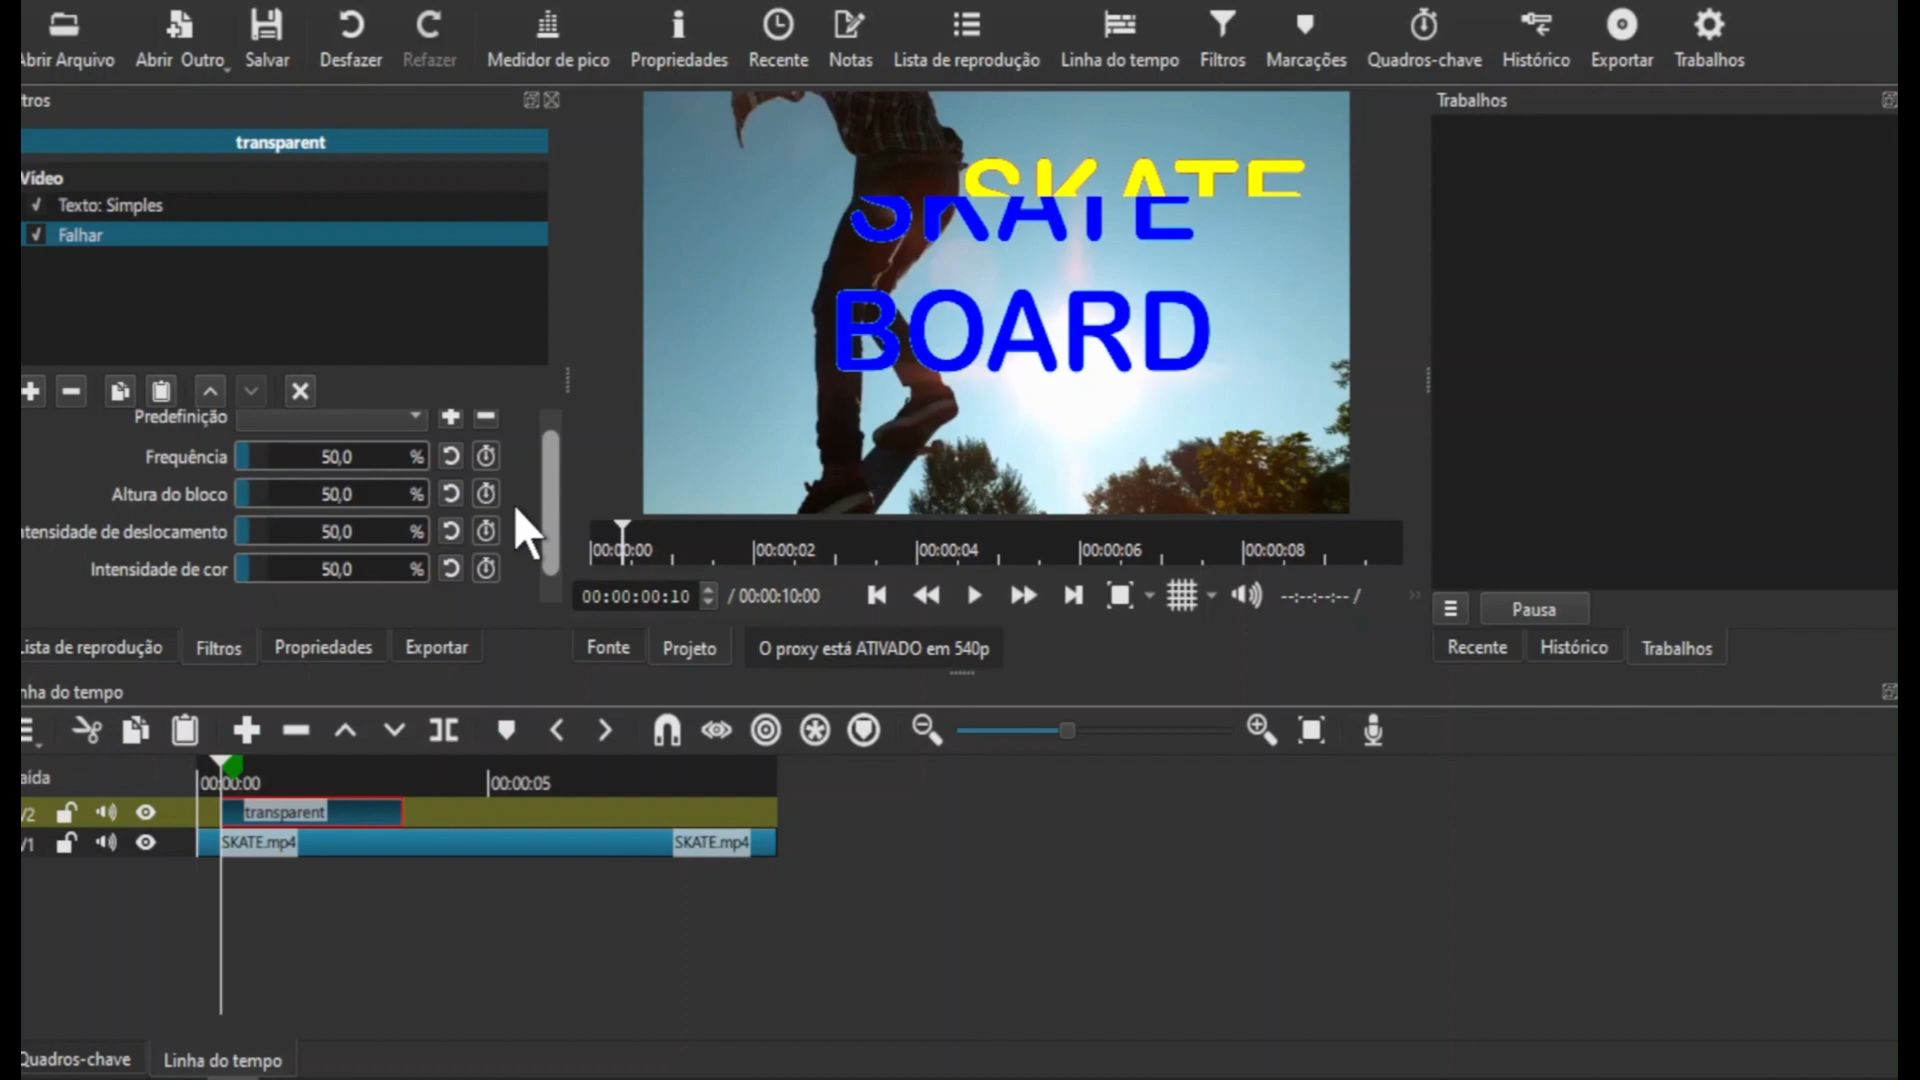 Abrir Arquivo Abrir Outro Salvar Desfazer Refazer Medidor de pico Propriedades Recente Notas Lista de reprodução Linha do tempo Filtros Marcações Quadros-chave Histórico Exportar Trabalhos
tros
transparent
Vídeo
Texto: Simples
Falhar
Predefinição
Frequência 50,0 %
Altura do bloco 50,0 %
ntensidade de deslocamento 50,0 %
Intensidade de cor 50,0 %
Lista de reprodução Filtros Propriedades Exportar
SKATE
SKATE
BOARD
00:00:00 00:00:02 00:00:04 00:00:06 00:00:08
00:00:00:10 / 00:00:10:00 --:--:--:-- /
Fonte Projeto O proxy está ATIVADO em 540p
Trabalhos
Pausa
Recente Histórico Trabalhos
nha do tempo
aída
00:00:00 00:00:05
V2 transparent
V1 SKATE.mp4 SKATE.mp4
Quadros-chave Linha do tempo